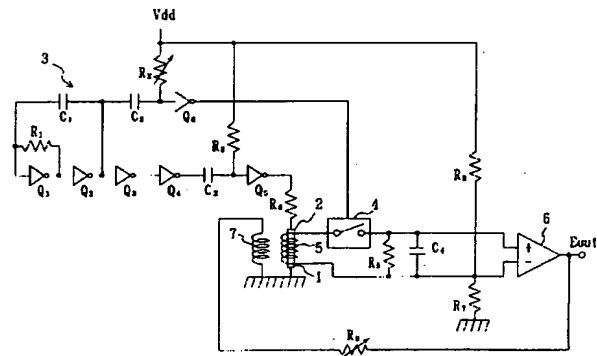 Vdd
3
R₂
C₁
C₃
Q₆
R₁
R₃
4
R₈
Q₁
Q₂
Q₃
Q₄
C₂
Q₅
R₄
2
7
5
1
R₅
C₄
6
Eout
R₇
R₉